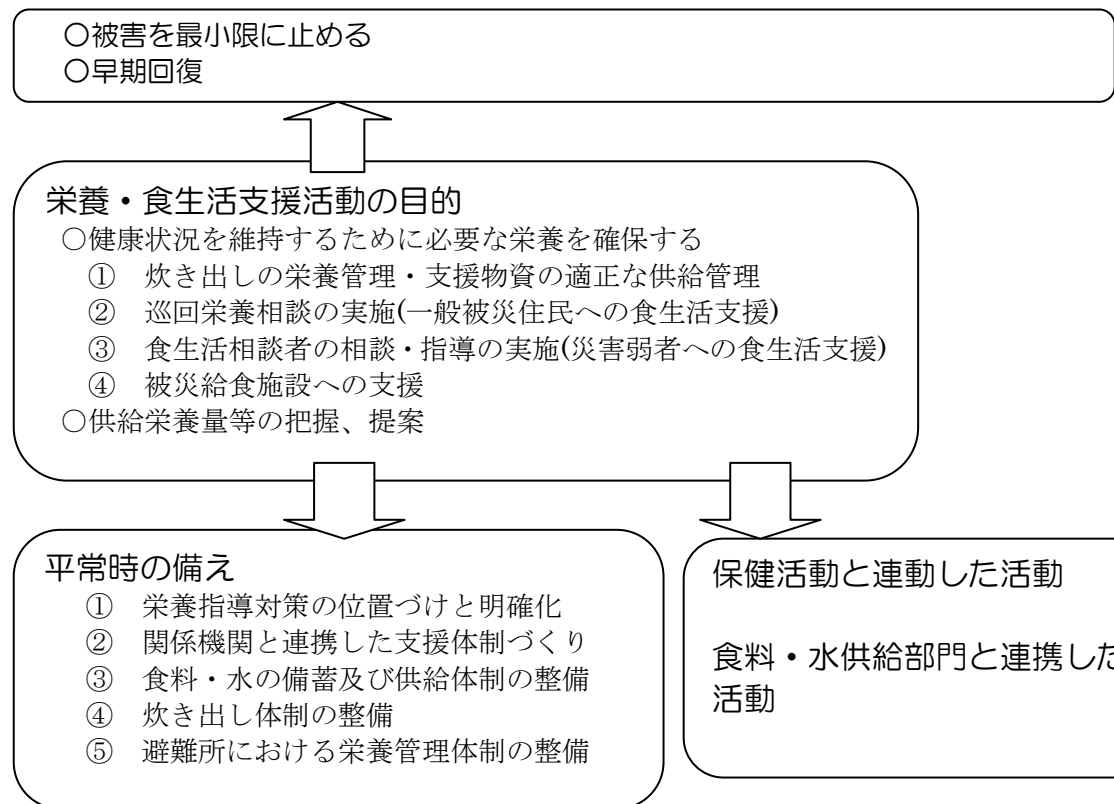 〇被害を最小限に止める
〇早期回復
栄養・食生活支援活動の目的
〇健康状況を維持するために必要な栄養を確保する
① 炊き出しの栄養管理・支援物資の適正な供給管理
② 巡回栄養相談の実施(一般被災住民への食生活支援)
③ 食生活相談者の相談・指導の実施(災害弱者への食生活支援)
④ 被災給食施設への支援
〇供給栄養量等の把握、提案
平常時の備え
① 栄養指導対策の位置づけと明確化
② 関係機関と連携した支援体制づくり
③ 食料・水の備蓄及び供給体制の整備
④ 炊き出し体制の整備
⑤ 避難所における栄養管理体制の整備
保健活動と連動した活動
食料・水供給部門と連携した
活動